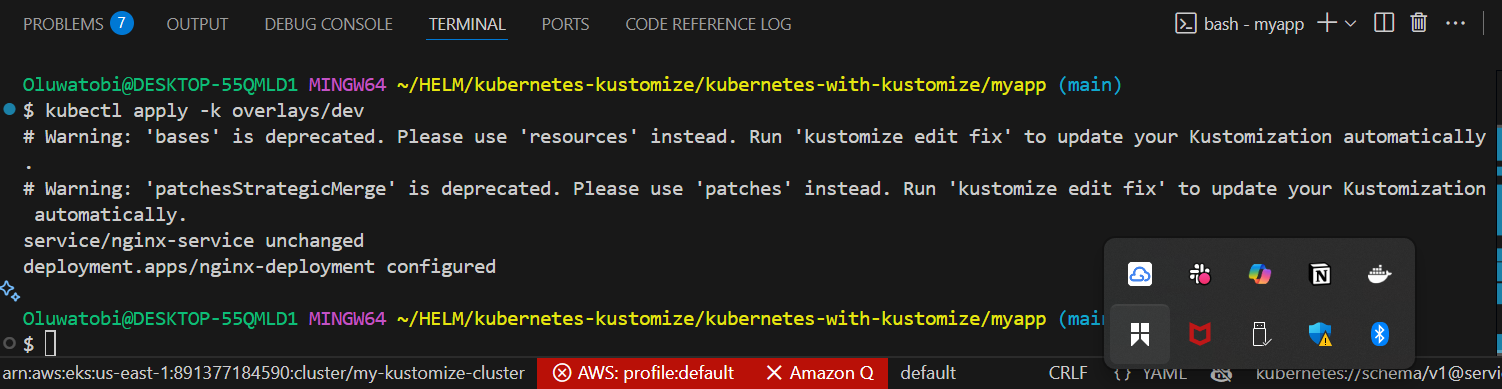 PROBLEMS 7 OUTPUT DEBUG CONSOLE TERMINAL PORTS CODE REFERENCE LOG bash - myapp
Oluwatobi@DESKTOP-55QMLD1 MINGW64 ~/HELM/kubernetes-kustomize/kubernetes-with-kustomize/myapp (main)
$ kubectl apply -k overlays/dev
# Warning: 'bases' is deprecated. Please use 'resources' instead. Run 'kustomize edit fix' to update your Kustomization automatically
.
# Warning: 'patchesStrategicMerge' is deprecated. Please use 'patches' instead. Run 'kustomize edit fix' to update your Kustomization
automatically.
service/nginx-service unchanged
deployment.apps/nginx-deployment configured
Oluwatobi@DESKTOP-55QMLD1 MINGW64 ~/HELM/kubernetes-kustomize/kubernetes-with-kustomize/myapp (main
$
arn:aws:eks:us-east-1:891377184590:cluster/my-kustomize-cluster AWS: profile:default Amazon Q default CRLF {} YAML kubernetes://schema/v1@servi